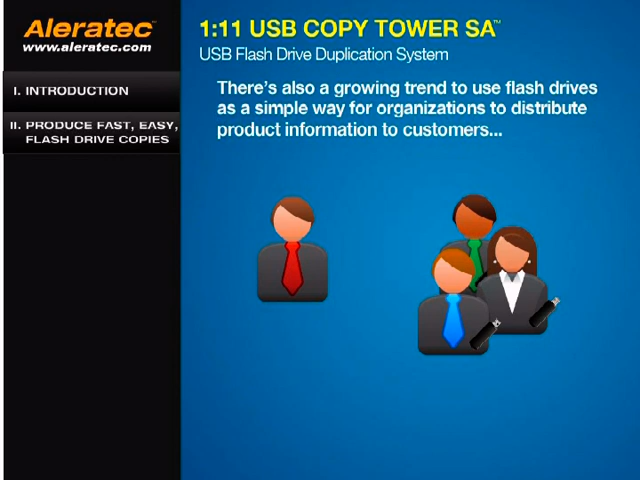 Aleratec™
www.aleratec.com
I. INTRODUCTION
II. PRODUCE FAST, EASY,
FLASH DRIVE COPIES
1:11 USB COPY TOWER SA™
USB Flash Drive Duplication System
There's also a growing trend to use flash drives
as a simple way for organizations to distribute
product information to customers...